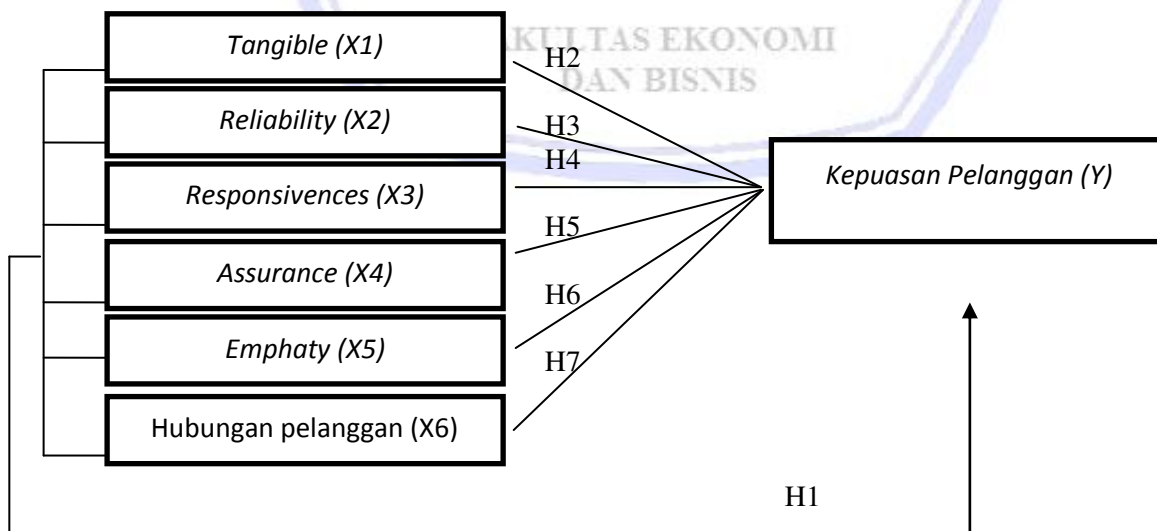 Tangible (X1)
AKULTAS EKONOMI
DAN BISNIS
H2
Reliability (X2)
H3
H4
Responsivences (X3)
Kepuasan Pelanggan (Y)
H5
Assurance (X4)
H6
Emphaty (X5)
H7
Hubungan pelanggan (X6)
H1